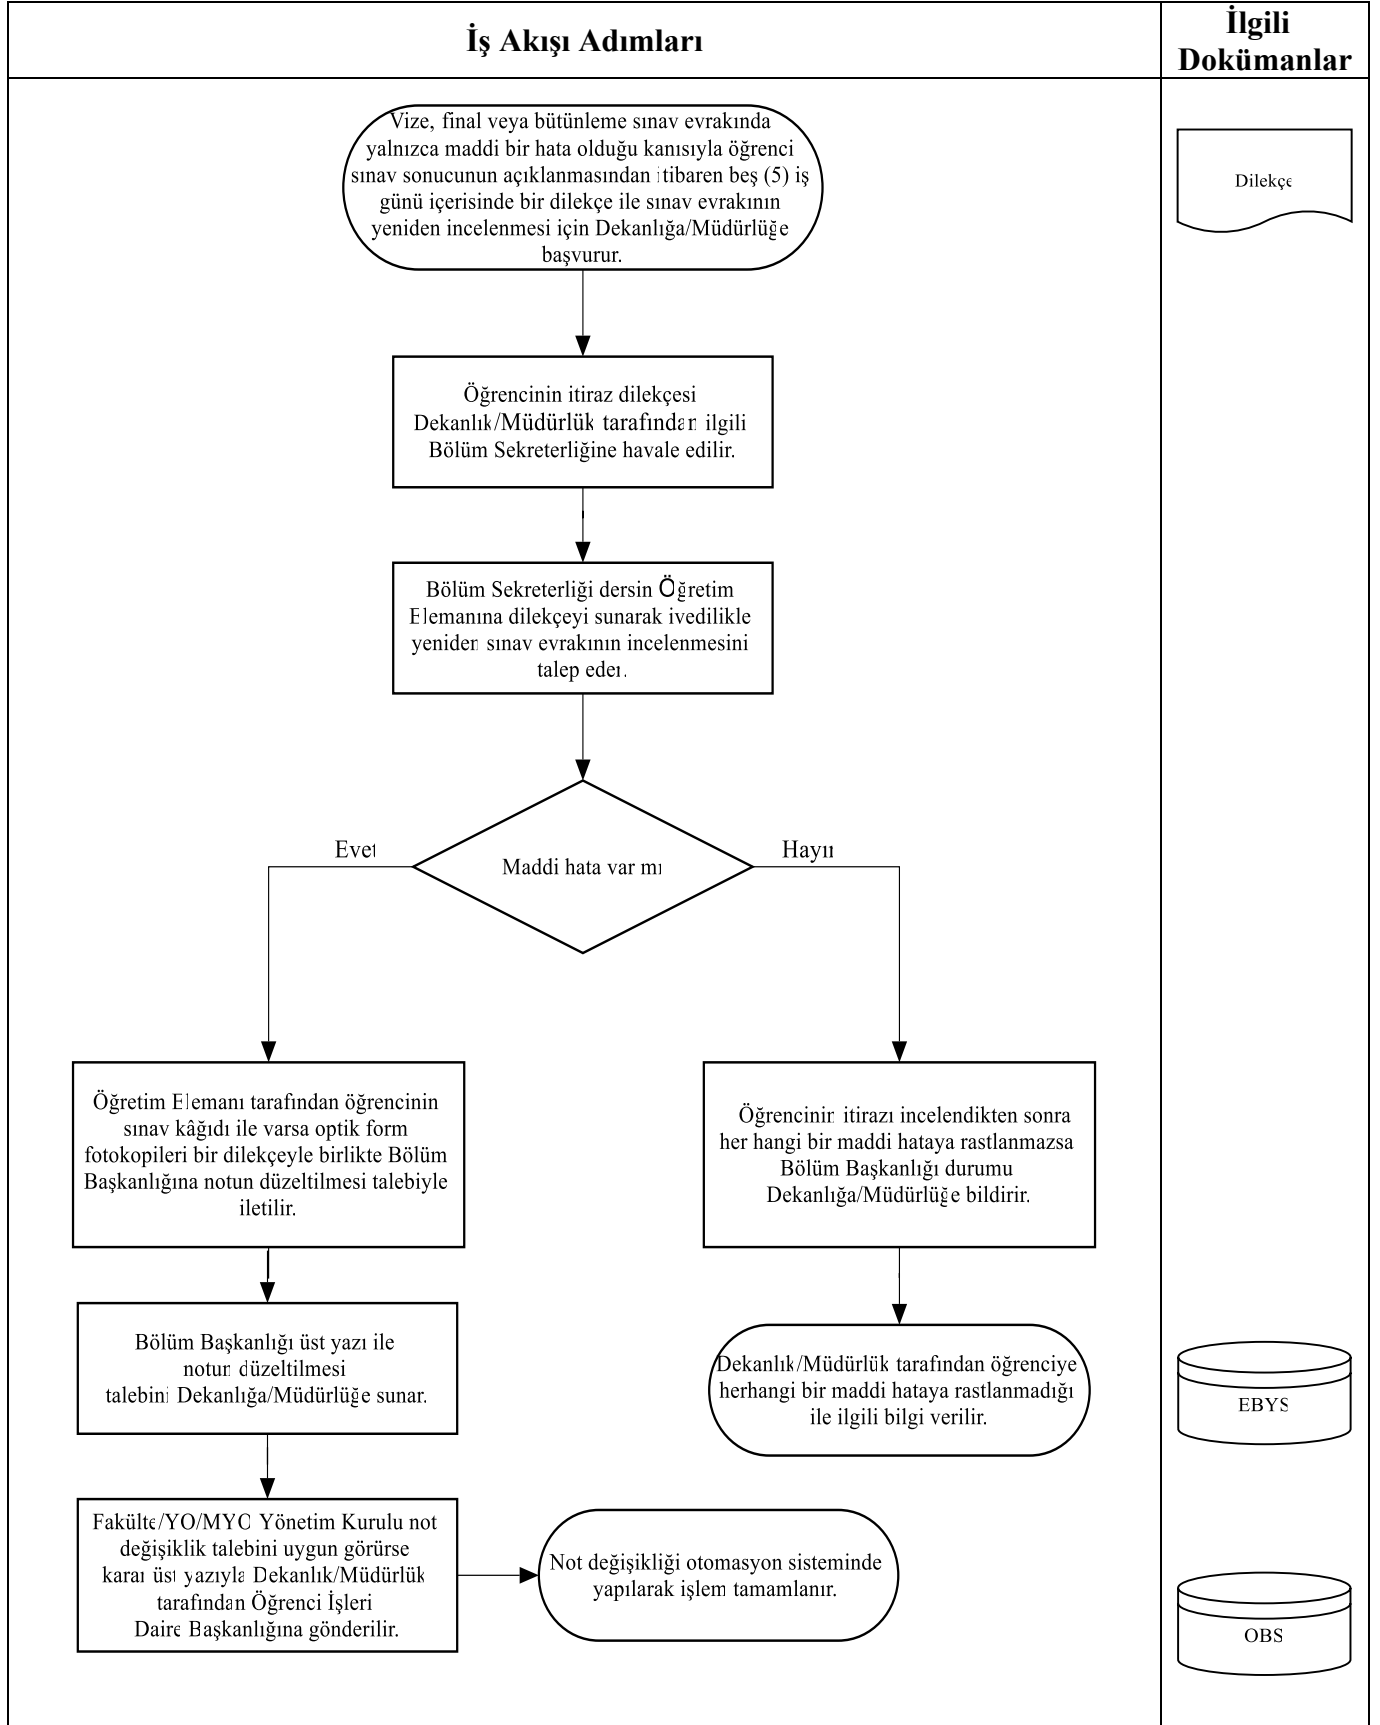 İş Akışı Adımları
İlgili
Dokümanlar
Vize, final veya bütünleme sınav evrakında
yalnızca maddi bir hata olduğu kanısıyla öğrenci
sınav sonucunun açıklanmasından itibaren beş (5) iş
günü içerisinde bir dilekçe ile sınav evrakının
yeniden incelenmesi için Dekanlığa/Müdürlüğe
başvurur.
Dilekçe
Öğrencinin itiraz dilekçesi
Dekanlık/Müdürlük tarafından ilgili
Bölüm Sekreterliğine havale edilir.
Bölüm Sekreterliği dersin Öğretim
Elemanına dilekçeyi sunarak ivedilikle
yeniden sınav evrakının incelenmesini
talep eder.
Maddi hata var mı
Evet
Hayır
Öğretim Elemanı tarafından öğrencinin
sınav kâğıdı ile varsa optik form
fotokopileri bir dilekçeyle birlikte Bölüm
Başkanlığına notun düzeltilmesi talebiyle
iletilir.
Öğrencinin itirazı incelendikten sonra
her hangi bir maddi hataya rastlanmazsa
Bölüm Başkanlığı durumu
Dekanlığa/Müdürlüğe bildirir.
Bölüm Başkanlığı üst yazı ile
notun düzeltilmesi
talebini Dekanlığa/Müdürlüğe sunar.
Dekanlık/Müdürlük tarafından öğrenciye
herhangi bir maddi hataya rastlanmadığı
ile ilgili bilgi verilir.
EBYS
Fakülte/YO/MYO Yönetim Kurulu not
değişiklik talebini uygun görürse
karar üst yazıyla Dekanlık/Müdürlük
tarafından Öğrenci İşleri
Daire Başkanlığına gönderilir.
Not değişikliği otomasyon sisteminde
yapılarak işlem tamamlanır.
OBS